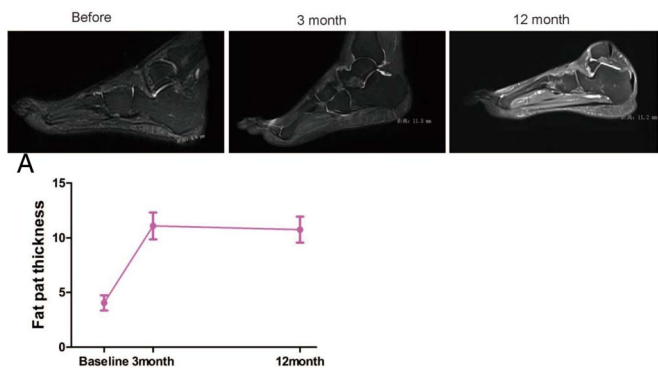 Before
3 month
12 month
A
15
10
5
0
Fat pat thickness
Baseline 3month
12month